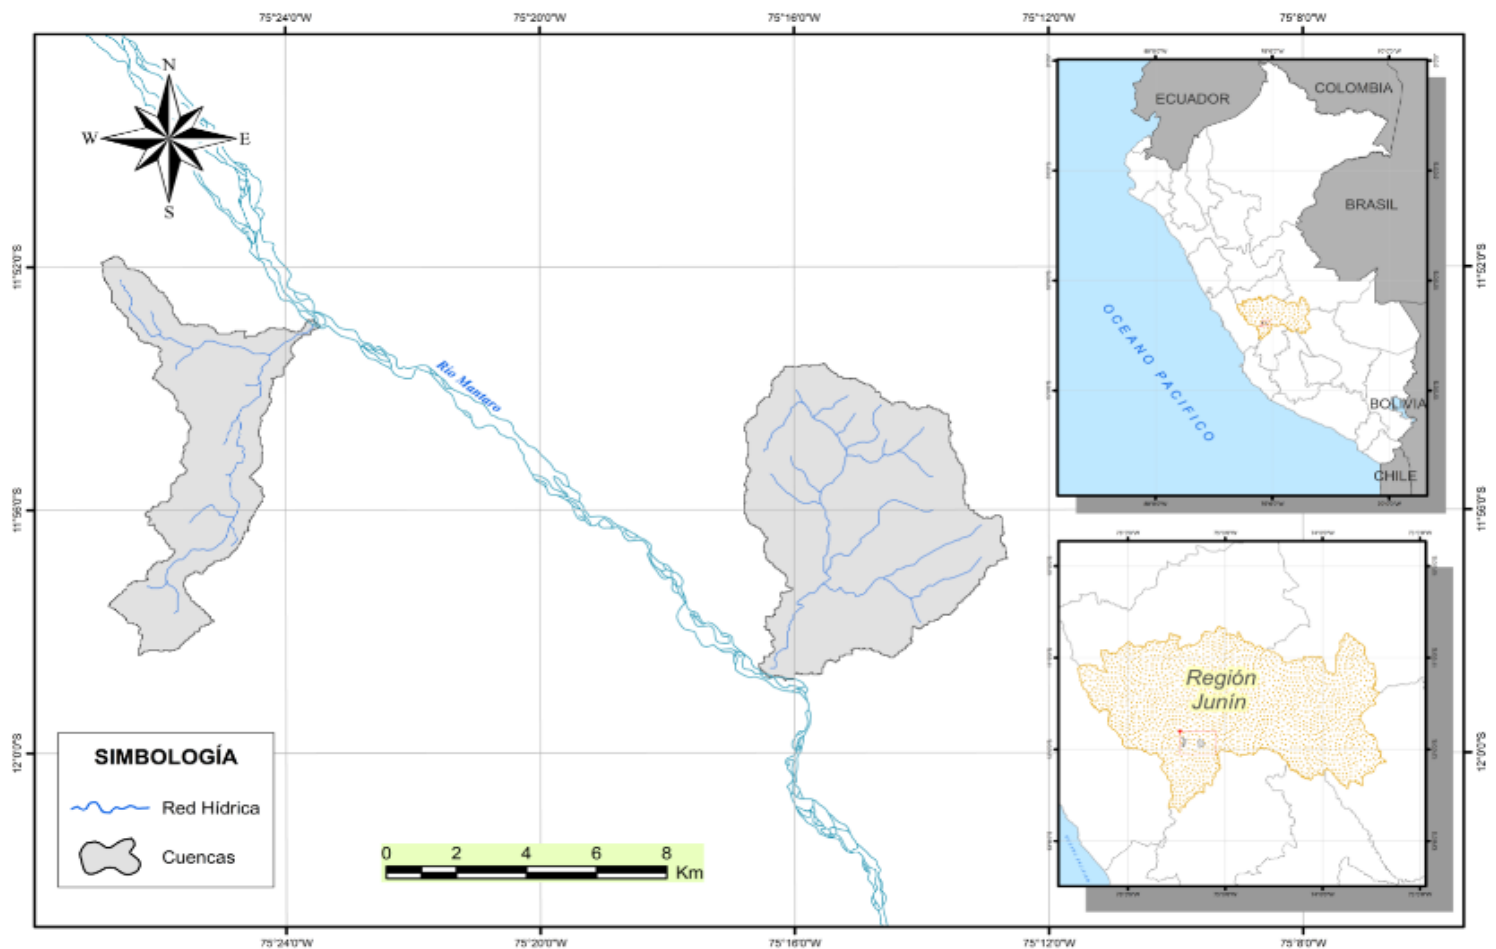 75°24'0"W 75°20'0"W 75°16'0"W 75°12'0"W 75°8'0"W
N
W E
S
11°52'0"S 11°52'0"S
Río Mantaro
11°56'0"S 11°56'0"S
12°0'0"S 12°0'0"S
SIMBOLOGÍA
Red Hídrica
Cuencas
0 2 4 6 8
Km
75°24'0"W 75°20'0"W 75°16'0"W 75°12'0"W 75°8'0"W
ECUADOR
COLOMBIA
BRASIL
OCEANO PACIFICO
BOLIVIA
CHILE
Región
Junín